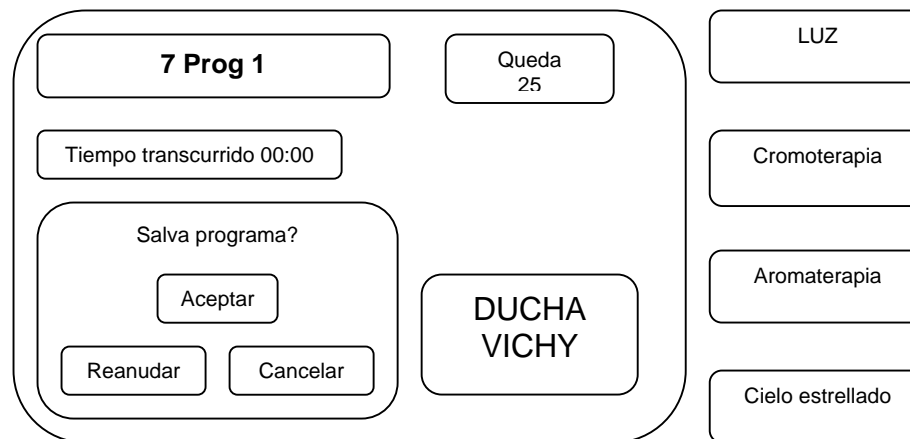 7 Prog 1
Queda
25
Tiempo transcurrido 00:00
Salva programa?
Aceptar
Reanudar
Cancelar
DUCHA
VICHY
LUZ
Cromoterapia
Aromaterapia
Cielo estrellado